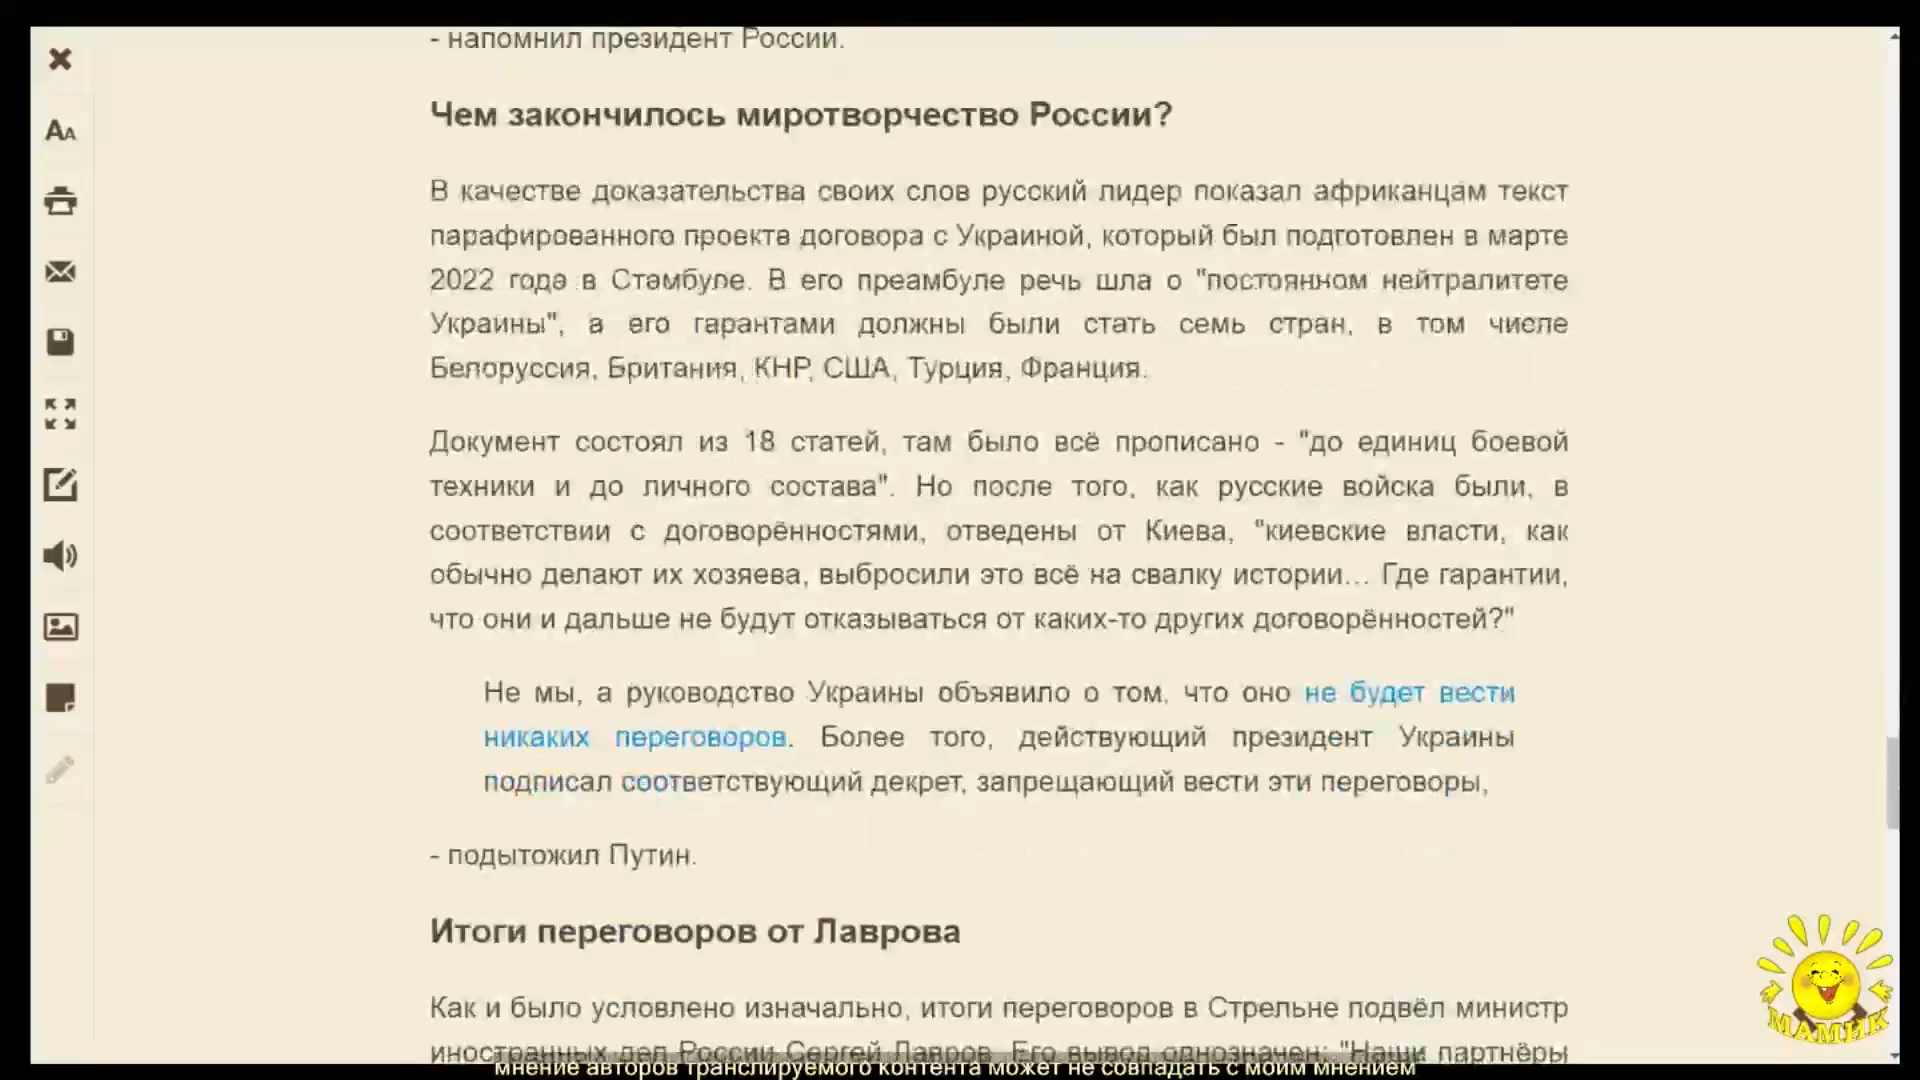 - напомнил президент России.
Чем закончилось миротворчество России?
В качестве доказательства своих слов русский лидер показал африканцам текст
парафированного проекта договора с Украиной, который был подготовлен в марте
2022 года в Стамбуле. В его преамбуле речь шла о "постоянном нейтралитете
Украины", а его гарантами должны были стать семь стран, в том числе
Белоруссия, Британия, КНР, США, Турция, Франция.
Документ состоял из 18 статей, там было всё прописано - "до единиц боевой
техники и до личного состава". Но после того, как русские войска были, в
соответствии с договорённостями, отведены от Киева, "киевские власти, как
обычно делают их хозяева, выбросили это всё на свалку истории... Где гарантии,
что они и дальше не будут отказываться от каких-то других договорённостей?"
Не мы, а руководство Украины объявило о том, что оно не будет вести
никаких переговоров. Более того, действующий президент Украины
подписал соответствующий декрет, запрещающий вести эти переговоры,
- подытожил Путин.
Итоги переговоров от Лаврова
Как и было условлено изначально, итоги переговоров в Стрельне подвёл министр
иностранных дел России Сергей Лавров. Его вывод однозначен: "Наши партнёры
мнение авторов транслируемого контента может не совпадать с моим мнением
Aa
МАМИК